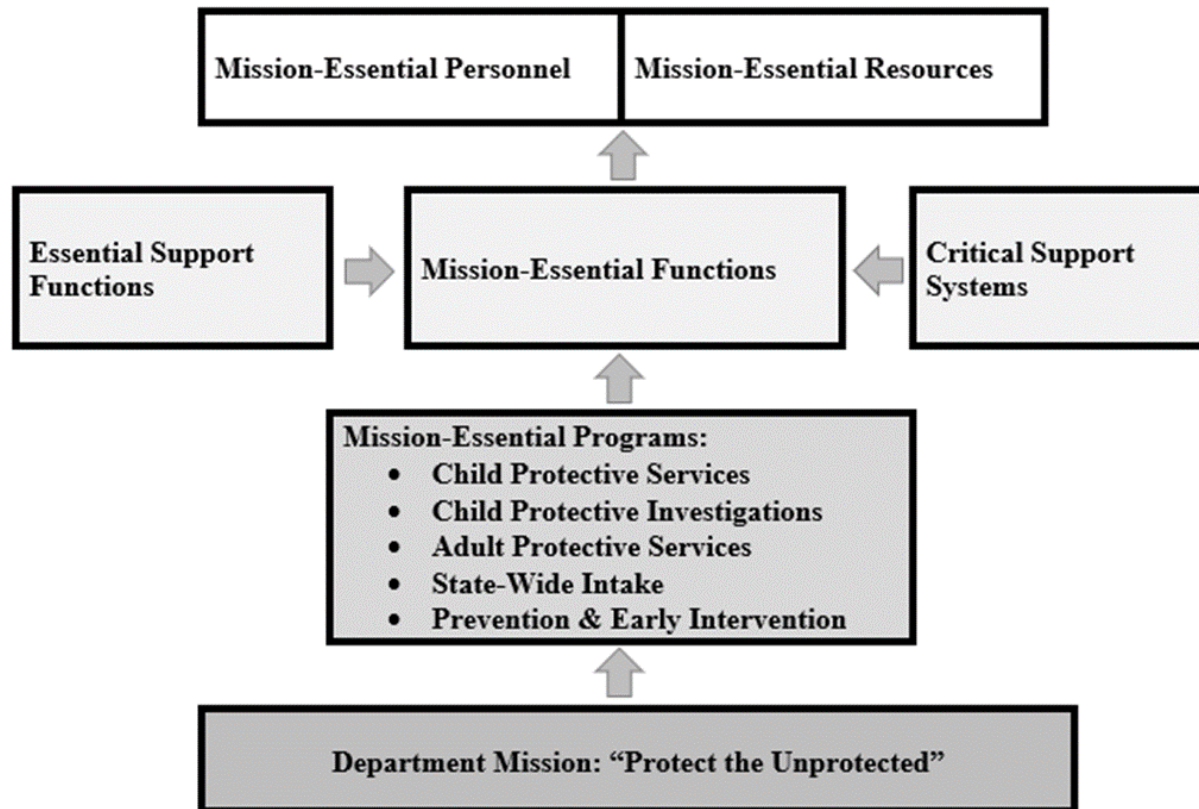 Mission-Essential Personnel
Mission-Essential Resources
Essential Support
Functions
Mission-Essential Functions
Critical Support
Systems
Mission-Essential Programs:
• Child Protective Services
• Child Protective Investigations
• Adult Protective Services
• State-Wide Intake
• Prevention & Early Intervention
Department Mission: “Protect the Unprotected”